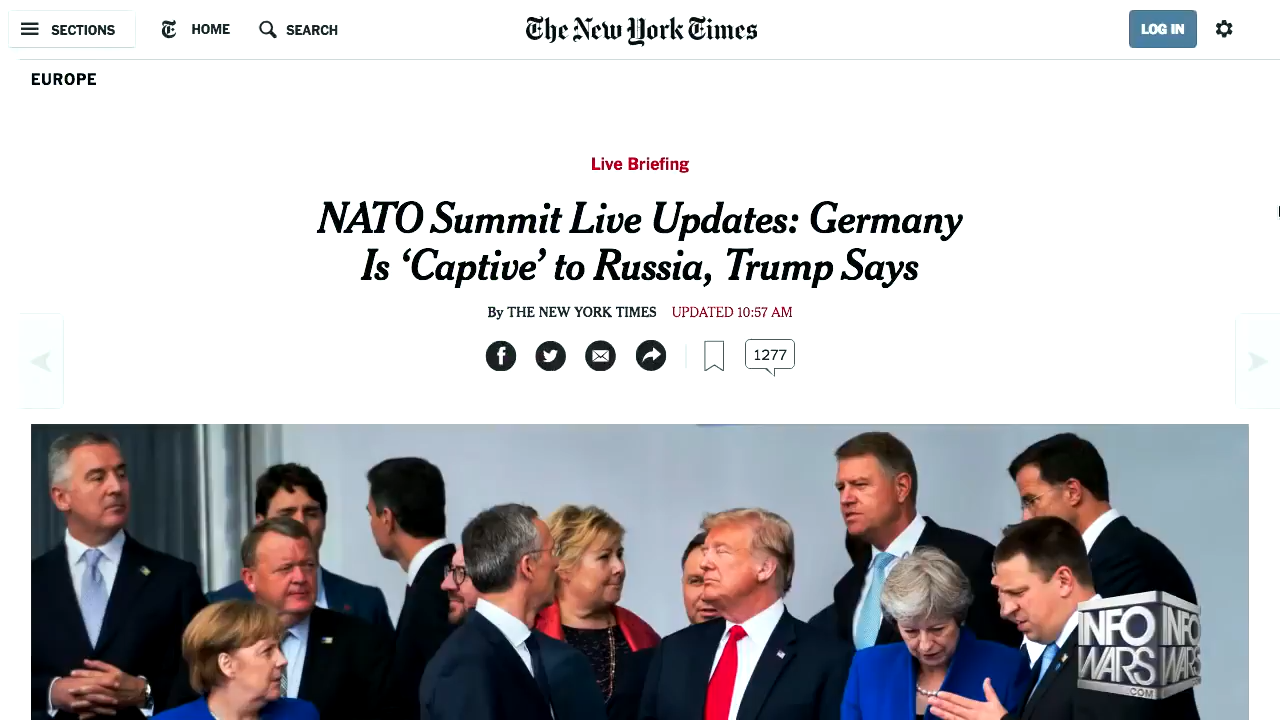 SECTIONS HOME SEARCH The New York Times LOG IN
EUROPE
Live Briefing
NATO Summit Live Updates: Germany
Is ‘Captive’ to Russia, Trump Says
By THE NEW YORK TIMES UPDATED 10:57 AM
1277
INFO INFO
WARS WARS
.COM